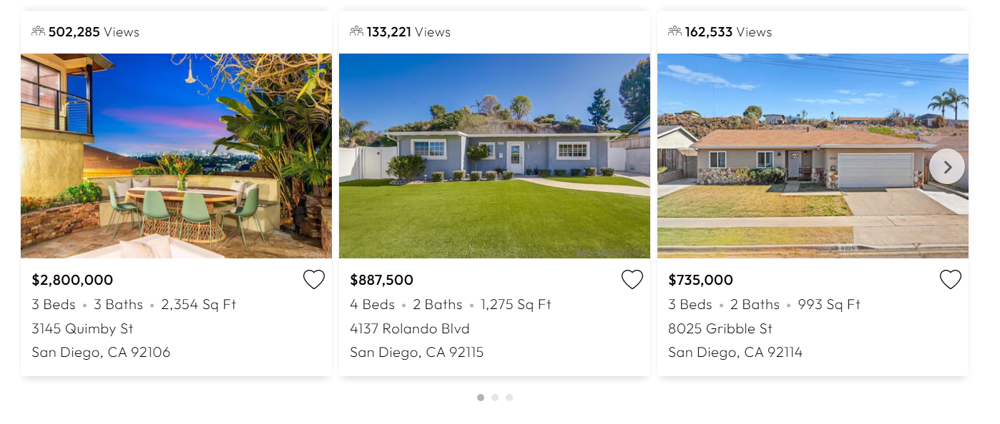 502,285 Views
$2,800,000
3 Beds • 3 Baths • 2,354 Sq Ft
3145 Quimby St
San Diego, CA 92106
133,221 Views
$887,500
4 Beds • 2 Baths • 1,275 Sq Ft
4137 Rolando Blvd
San Diego, CA 92115
162,533 Views
8025
$735,000
3 Beds • 2 Baths • 993 Sq Ft
8025 Gribble St
San Diego, CA 92114